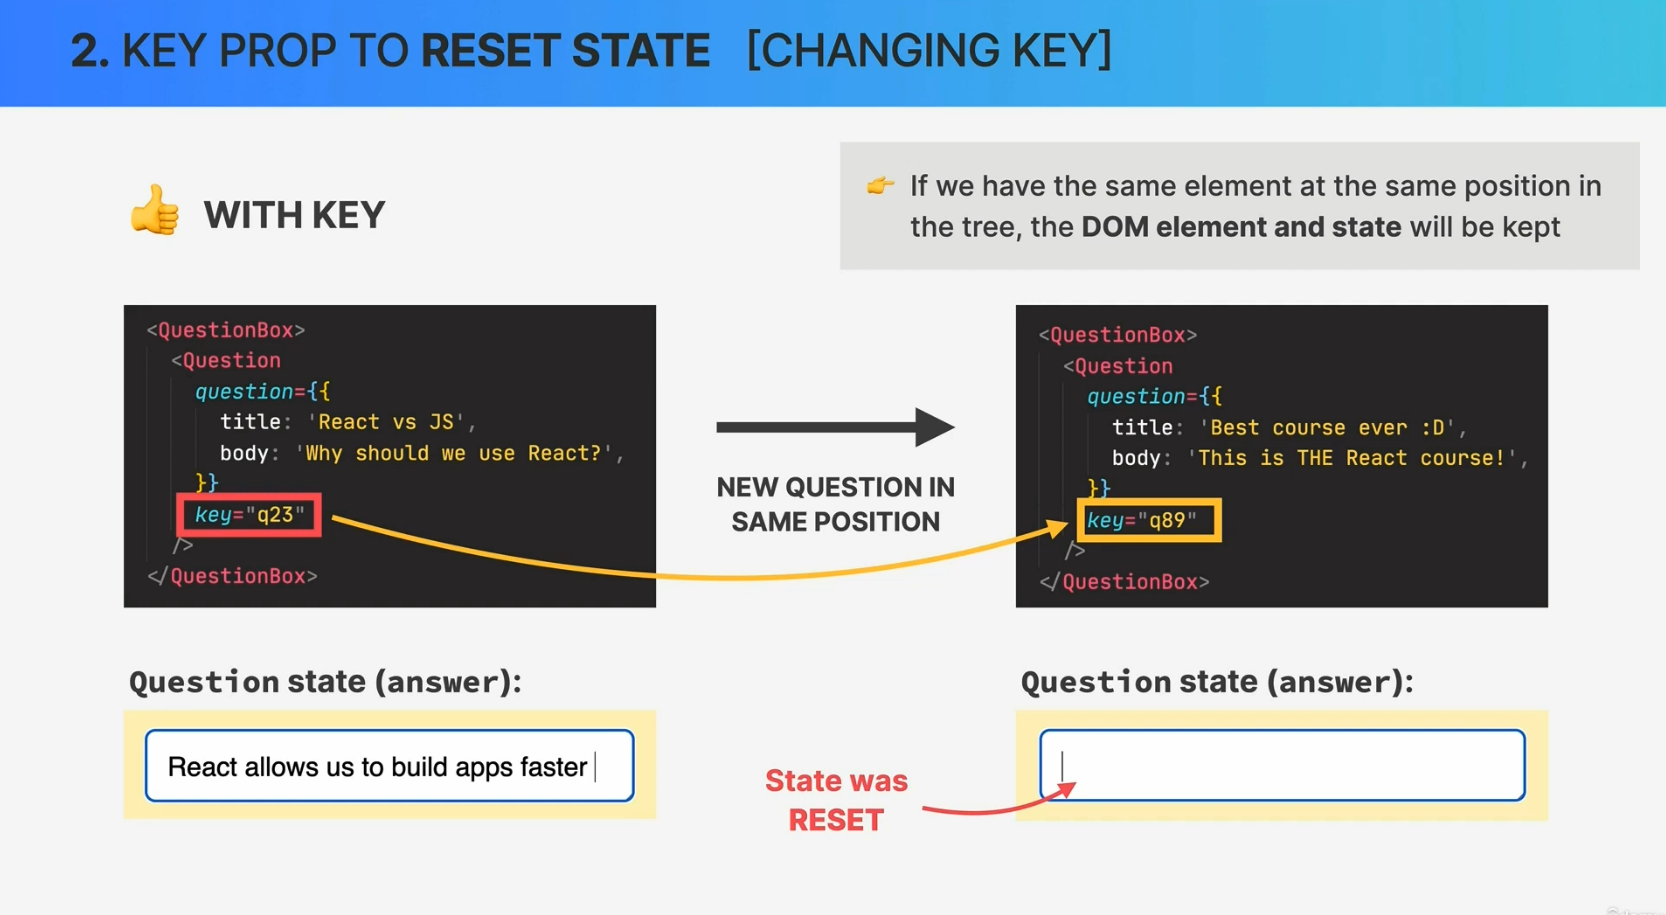 2. KEY PROP TO RESET STATE [CHANGING KEY]
👍 WITH KEY
👉 If we have the same element at the same position in
the tree, the DOM element and state will be kept
<QuestionBox>
<Question
question={{
title: 'React vs JS',
body: 'Why should we use React?',
}}
key="q23"
/>
</QuestionBox>
NEW QUESTION IN
SAME POSITION
<QuestionBox>
<Question
question={{
title: 'Best course ever :D',
body: 'This is THE React course!',
}}
key="q89"
/>
</QuestionBox>
Question state (answer):
React allows us to build apps faster
State was
RESET
Question state (answer):